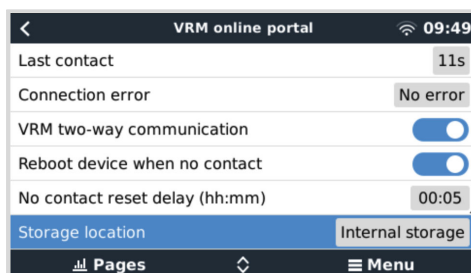 VRM online portal 09:49
Last contact 11s
Connection error No error
VRM two-way communication
Reboot device when no contact
No contact reset delay (hh:mm) 00:05
Storage location Internal storage
Pages Menu